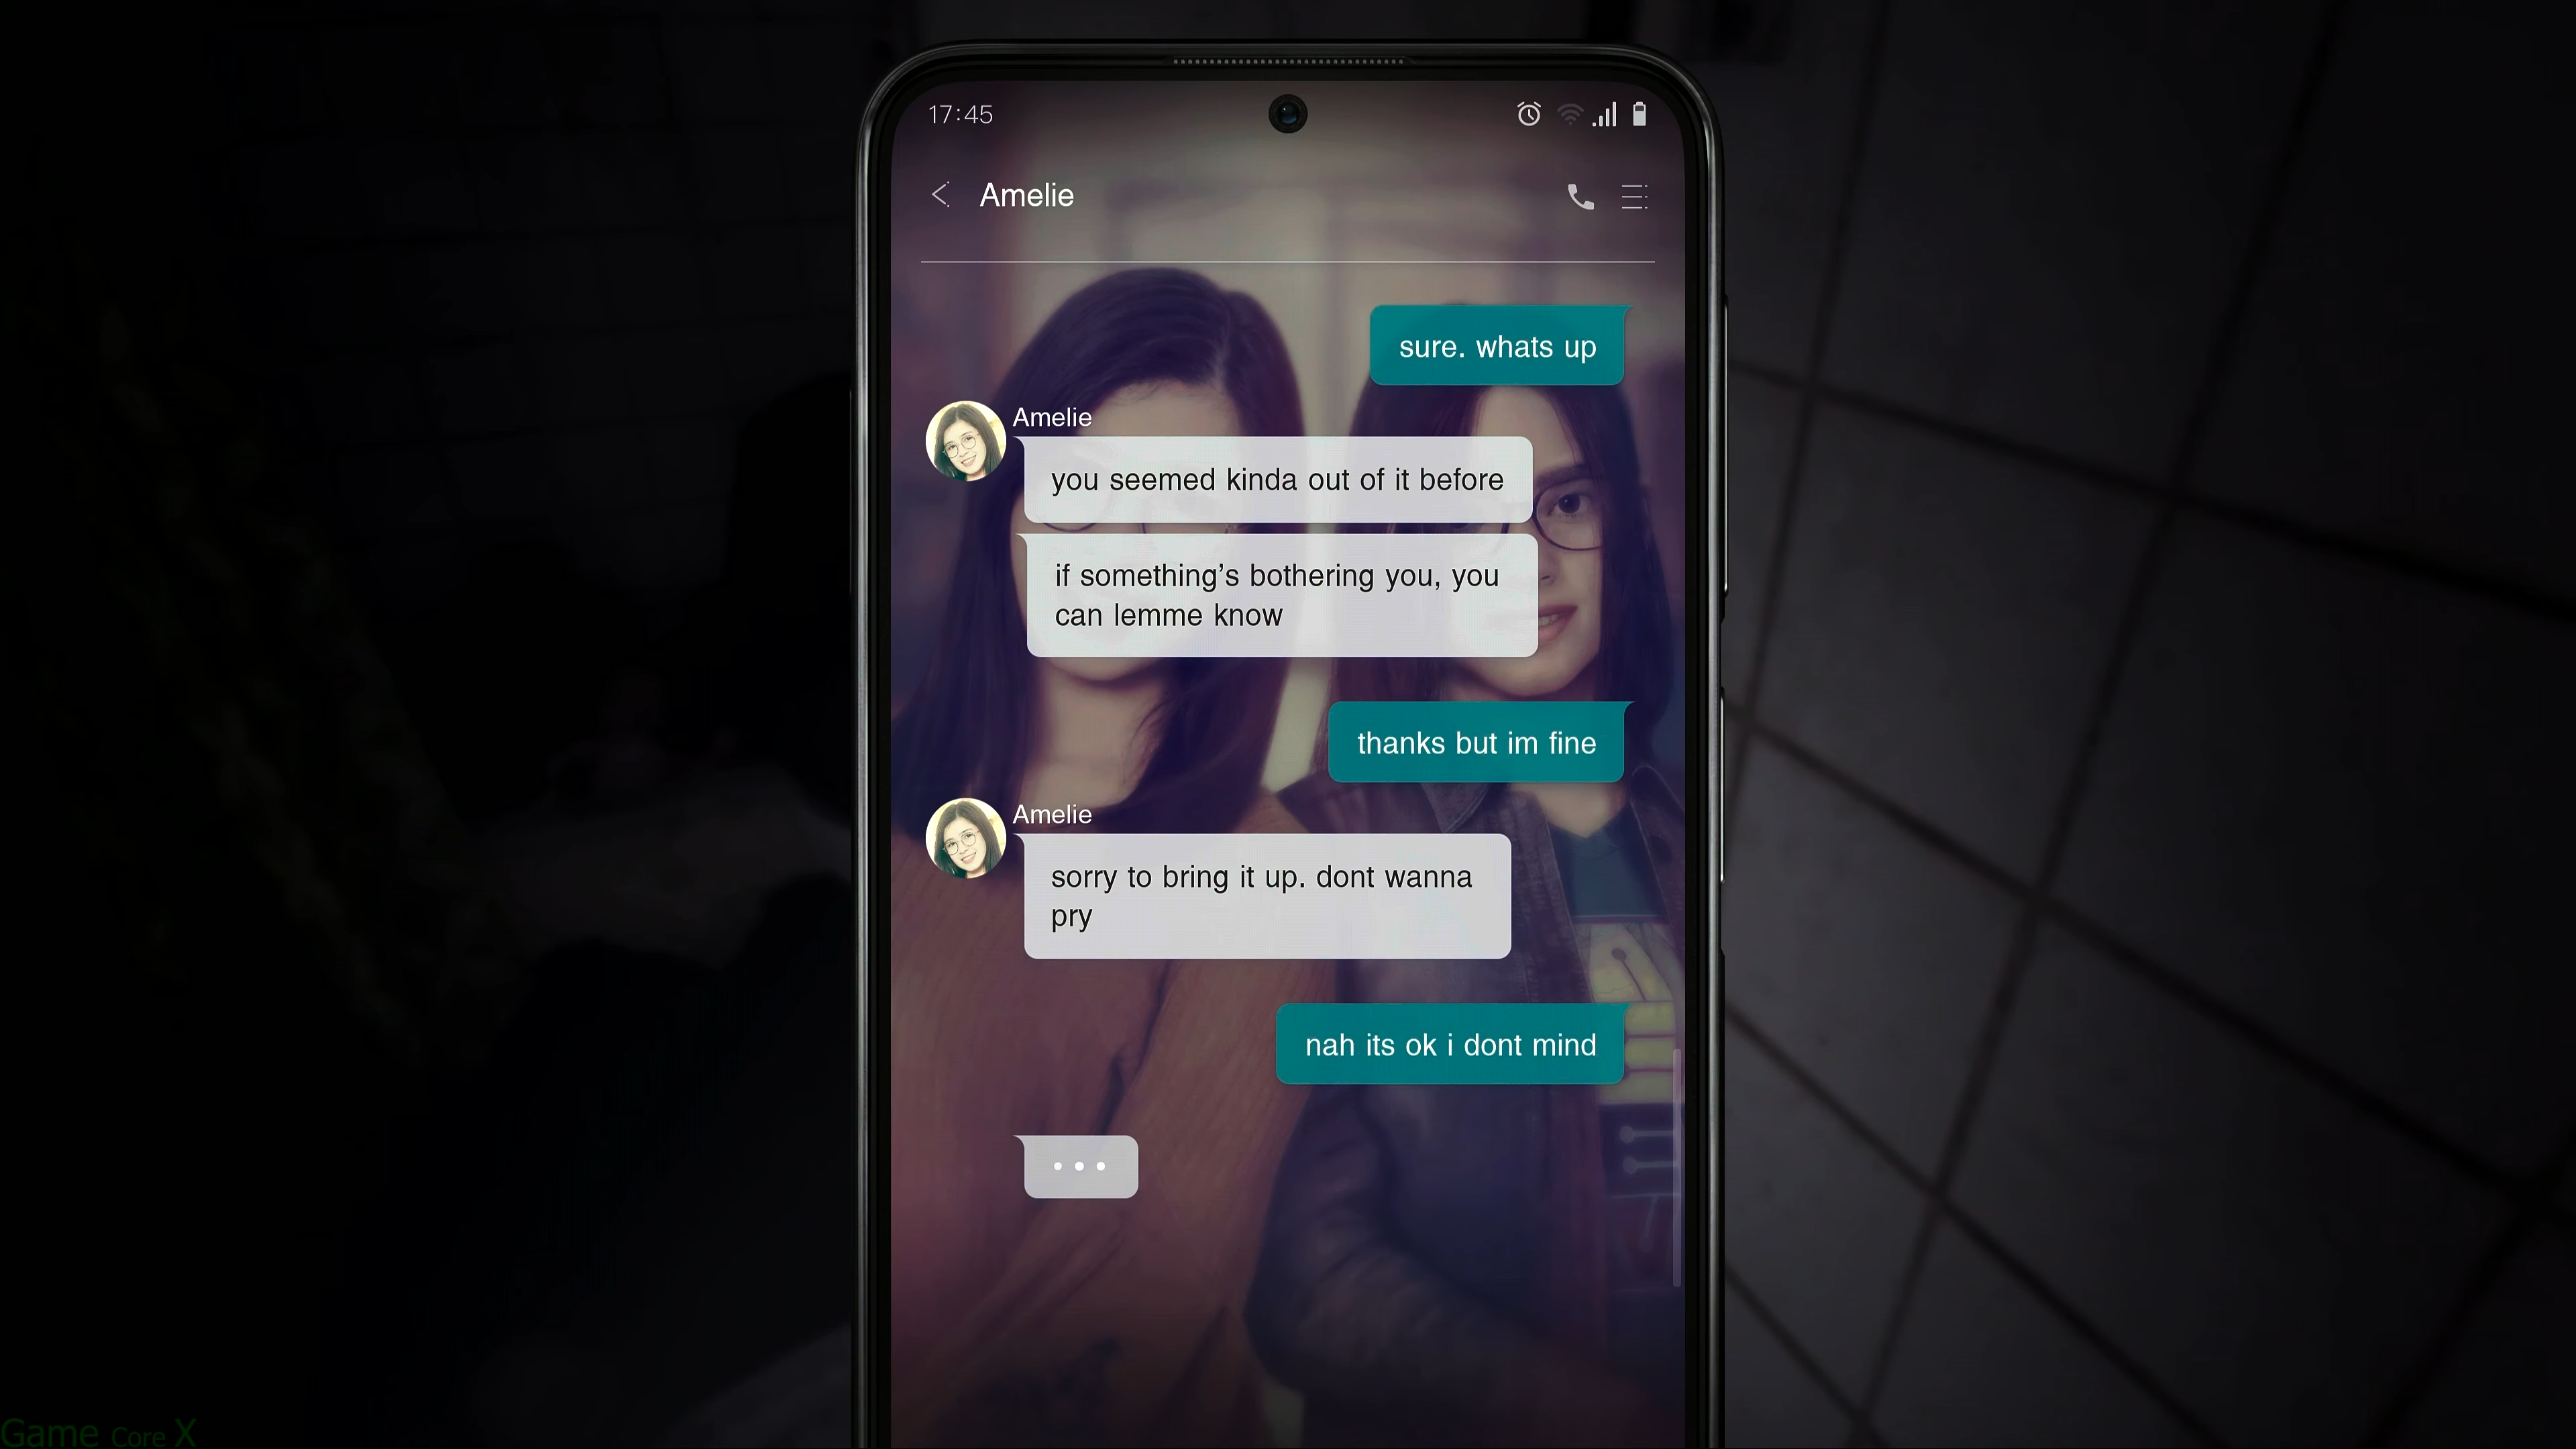 17:45
Amelie
sure. whats up
Amelie
you seemed kinda out of it before
if something’s bothering you, you
can lemme know
thanks but im fine
Amelie
sorry to bring it up. dont wanna
pry
nah its ok i dont mind
Game Core X